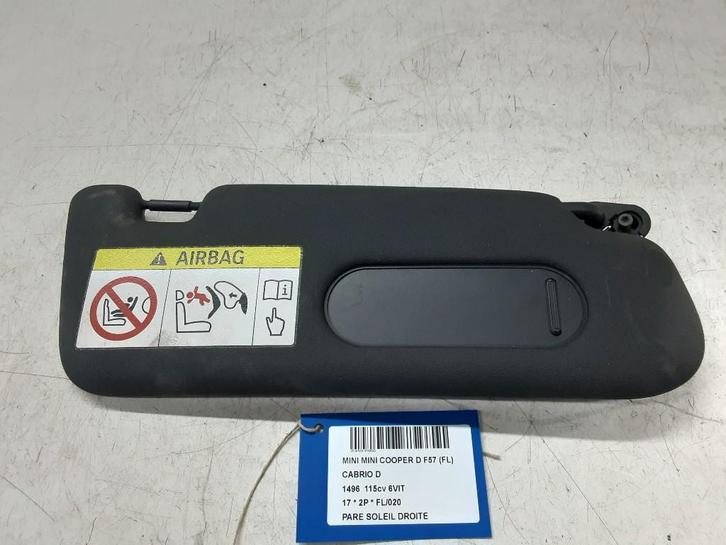 AIRBAG
MINI MINI COOPER D F57 (FL)
CABRIO D
1496 115cv 6VIT
17 * 2P * FL/020
PARE SOLEIL DROITE